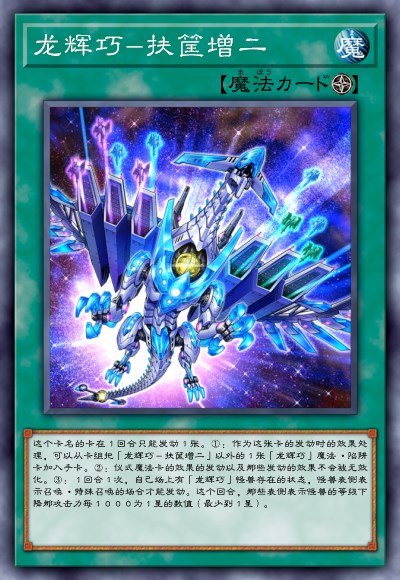 龙辉巧-扶筐增二
魔
【魔法カード】
まほう
这个卡名的卡在1回合只能发动1张。①：作为这张卡的发动时的效果处
理，可以从卡组把「龙辉巧-扶筐增二」以外的1张「龙辉巧」魔法·陷阱
卡加入手卡。②：仪式魔法卡的效果的发动以及那些发动的效果不会被无效
化。③：1回合1次，自己场上有「龙辉巧」怪兽存在的状态，怪兽表侧表
示召唤·特殊召唤的场合才能发动。这个回合，那些表侧表示怪兽的等级下
降那攻击力每1000为1星的数值（最少到1星）。